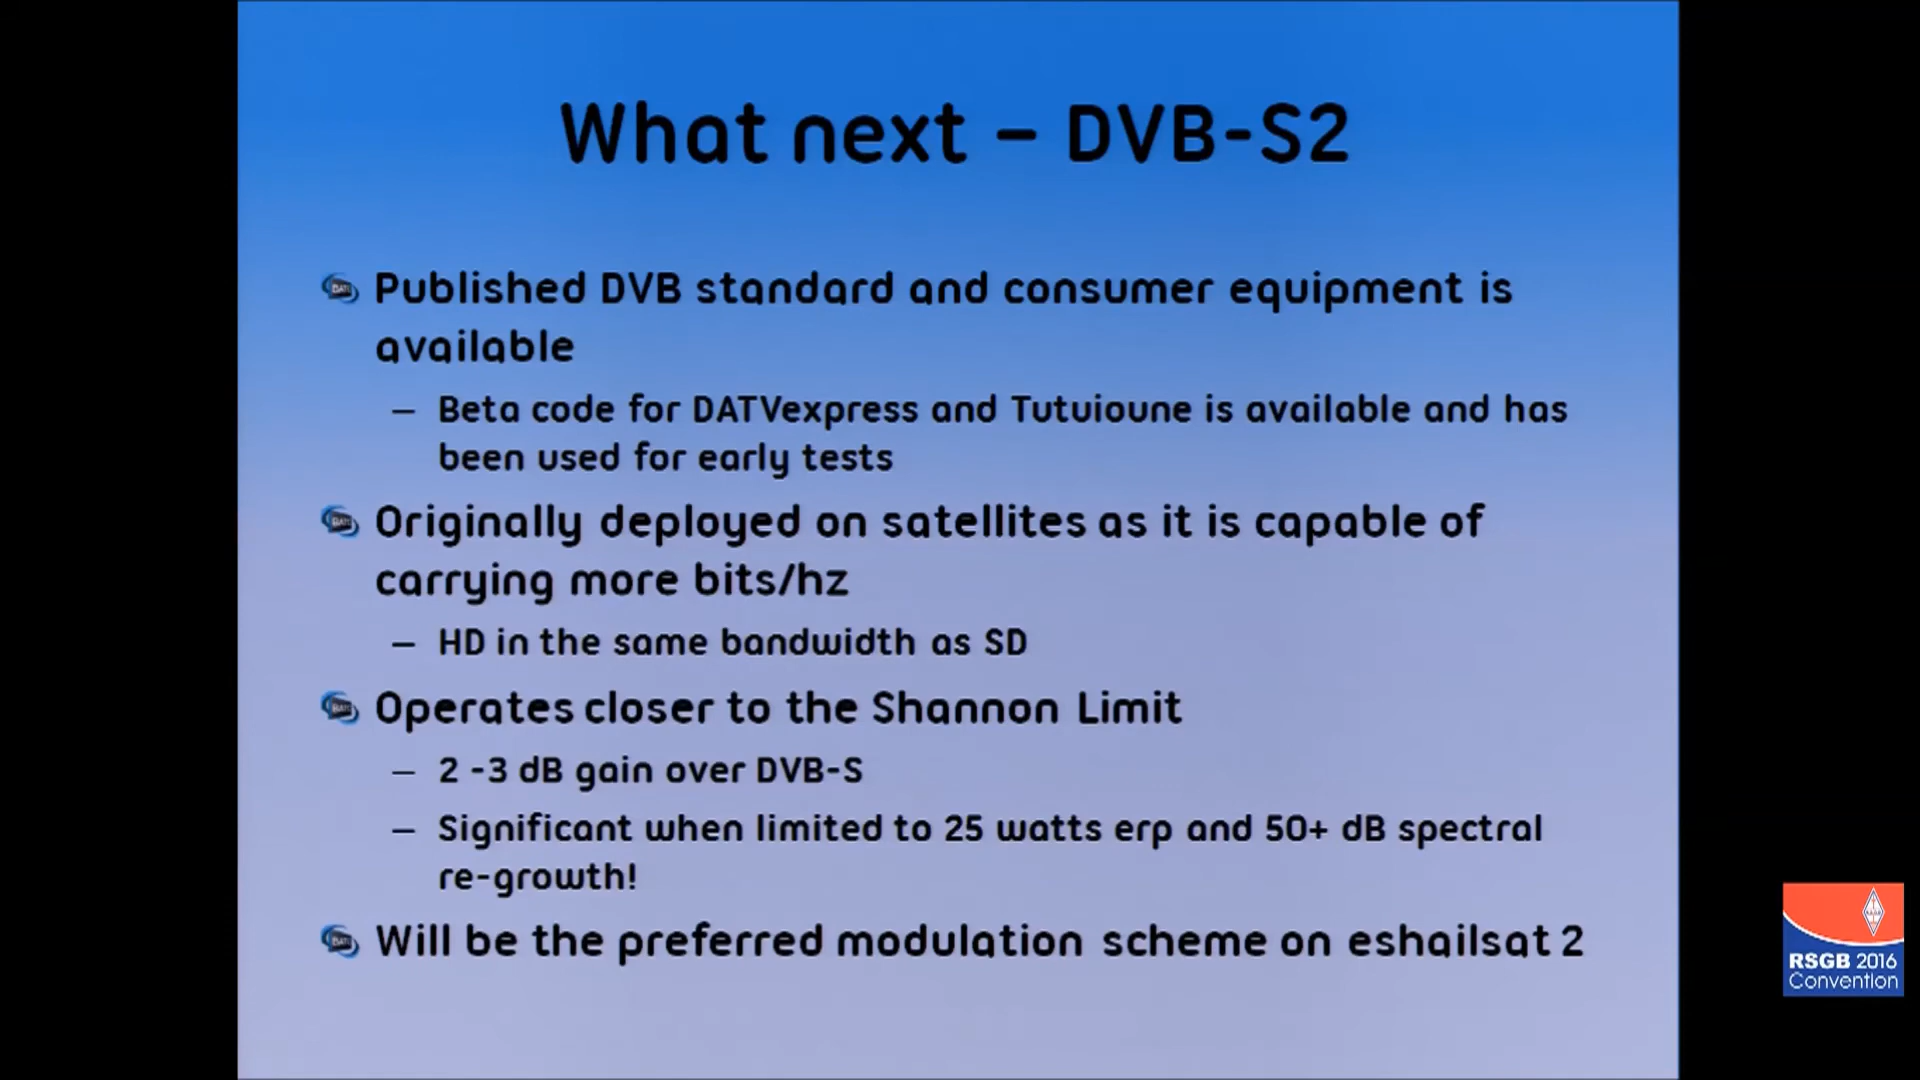 What next – DVB-S2
Published DVB standard and consumer equipment is
available
– Beta code for DATVexpress and Tutuioune is available and has
been used for early tests
Originally deployed on satellites as it is capable of
carrying more bits/hz
– HD in the same bandwidth as SD
Operates closer to the Shannon Limit
– 2 -3 dB gain over DVB-S
– Significant when limited to 25 watts erp and 50+ dB spectral
re-growth!
Will be the preferred modulation scheme on eshailsat 2
RSGB 2016
Convention